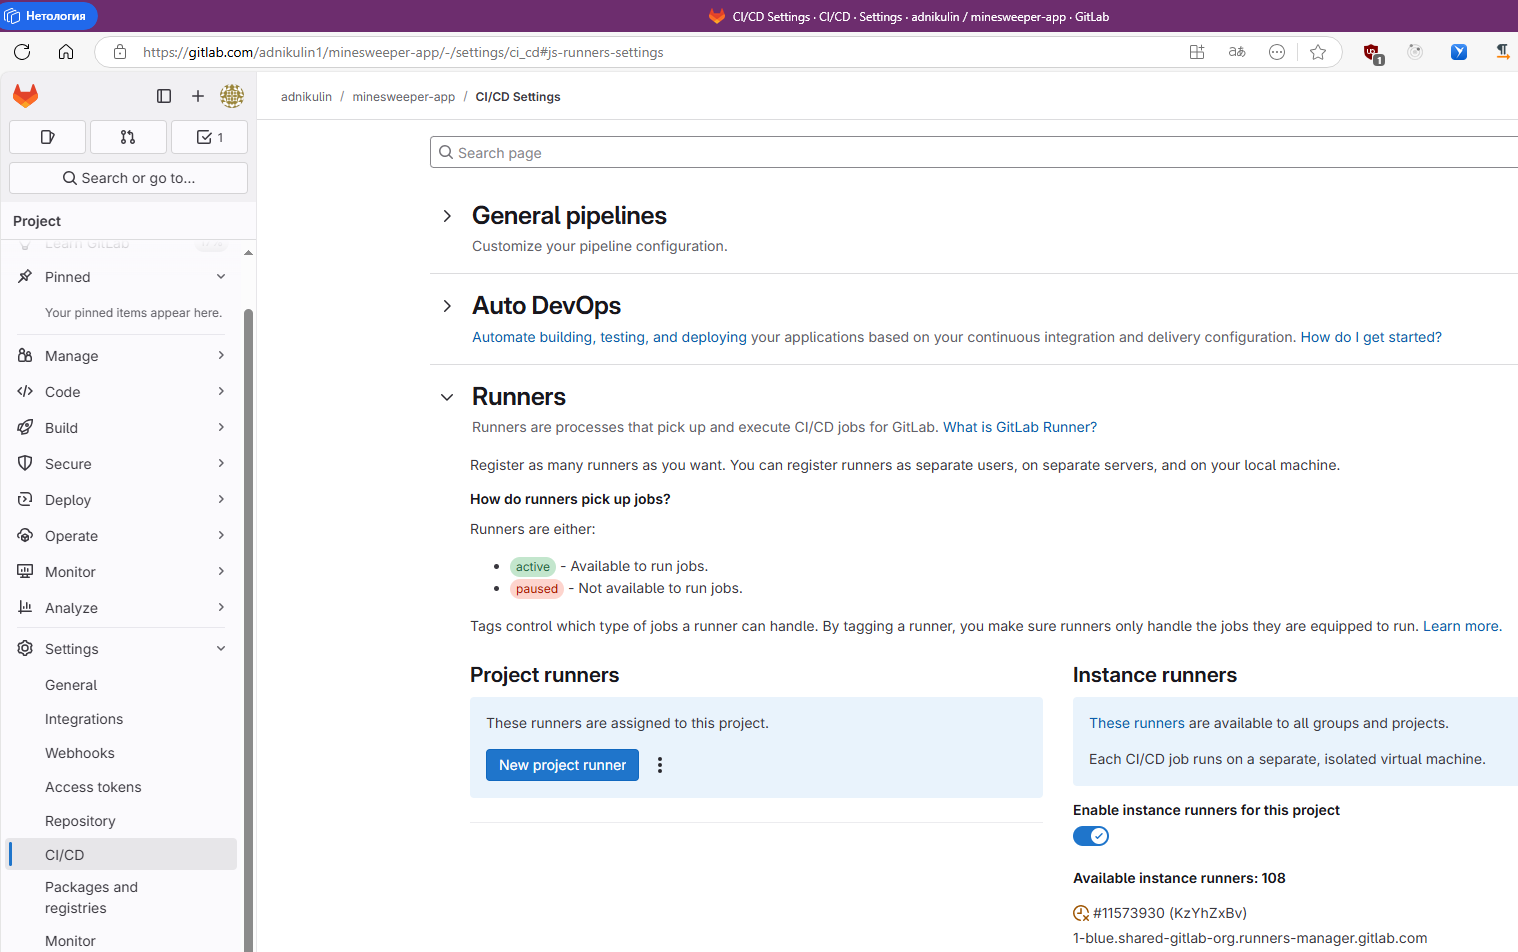 Нетология
CI/CD Settings · CI/CD · Settings · adnikulin / minesweeper-app · GitLab
https://gitlab.com/adnikulin1/minesweeper-app/-/settings/ci_cd#js-runners-settings
aあ
1
adnikulin / minesweeper-app / CI/CD Settings
1
Search or go to...
Search page
Project
Learn GitLab
Pinned
Your pinned items appear here.
Manage
Code
Build
Secure
Deploy
Operate
Monitor
Analyze
Settings
General
Integrations
Webhooks
Access tokens
Repository
CI/CD
Packages and
registries
Monitor
General pipelines
Customize your pipeline configuration.
Auto DevOps
Automate building, testing, and deploying your applications based on your continuous integration and delivery configuration. How do I get started?
Runners
Runners are processes that pick up and execute CI/CD jobs for GitLab. What is GitLab Runner?
Register as many runners as you want. You can register runners as separate users, on separate servers, and on your local machine.
How do runners pick up jobs?
Runners are either:
• active - Available to run jobs.
• paused - Not available to run jobs.
Tags control which type of jobs a runner can handle. By tagging a runner, you make sure runners only handle the jobs they are equipped to run. Learn more.
Project runners
These runners are assigned to this project.
New project runner
Instance runners
These runners are available to all groups and projects.
Each CI/CD job runs on a separate, isolated virtual machine.
Enable instance runners for this project
Available instance runners: 108
#11573930 (KzYhZxBv)
1-blue.shared-gitlab-org.runners-manager.gitlab.com